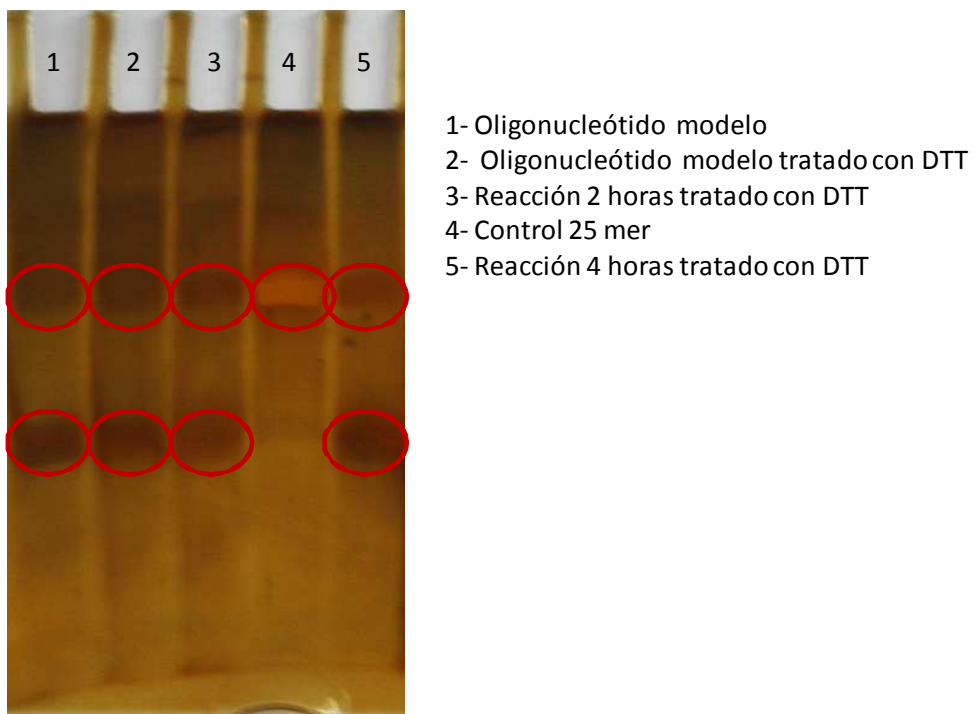 1 2 3 4 5
1- Oligonucleótido modelo
2- Oligonucleótido modelo tratado con DTT
3- Reacción 2 horas tratado con DTT
4- Control 25 mer
5- Reacción 4 horas tratado con DTT